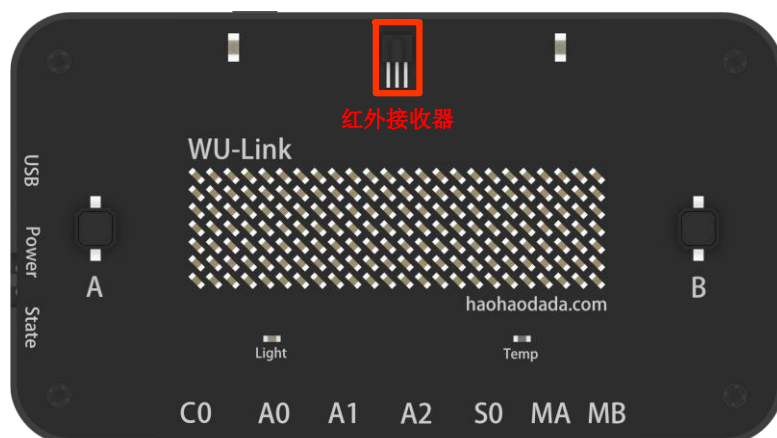 红外接收器
WU-Link
USB
Power
State
A
B
haohaodada.com
Light
Temp
C0 A0 A1 A2 S0 MA MB